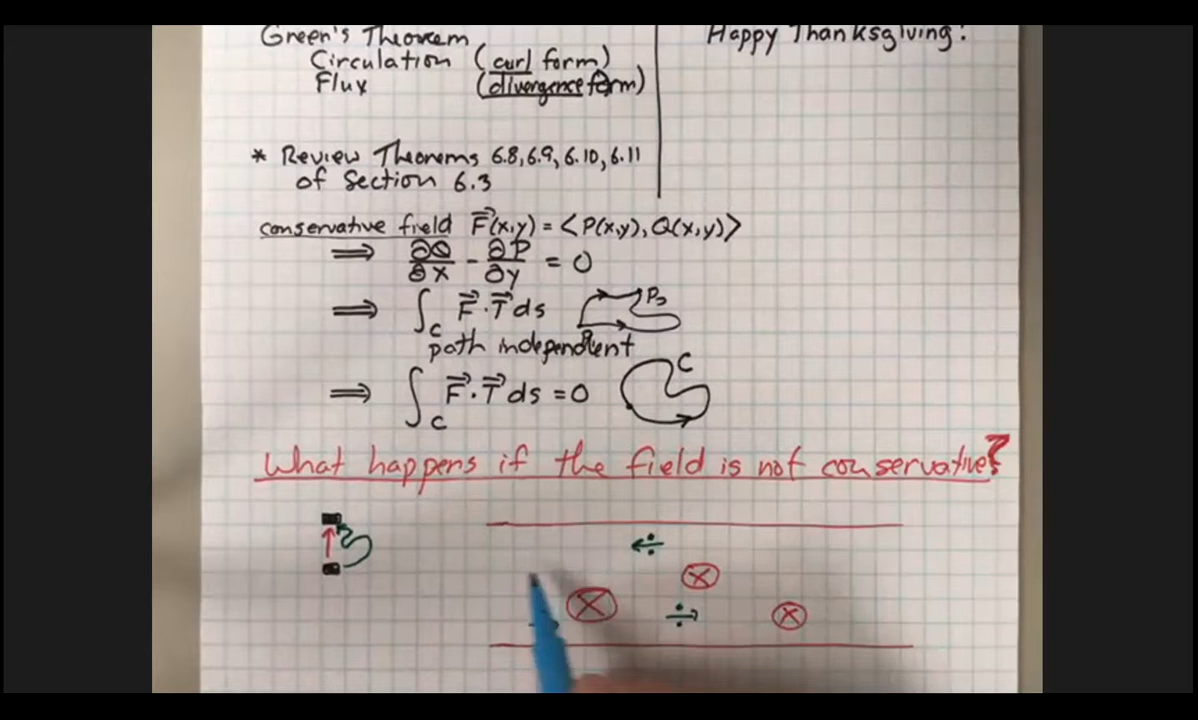 Green's Theorem
Circulation (curl form)
Flux (divergence form)
Happy Thanksgiving!
* Review Theorems 6.8, 6.9, 6.10, 6.11
of Section 6.3
conservative field F⃗(x,y) = <P(x,y), Q(x,y)>
⟹ ∂Q/∂x - ∂P/∂y = 0
⟹ ∫_C F⃗·T⃗ ds
path independent
⟹ ∫_C F⃗·T⃗ ds = 0 C
What happens if the field is not conservative?